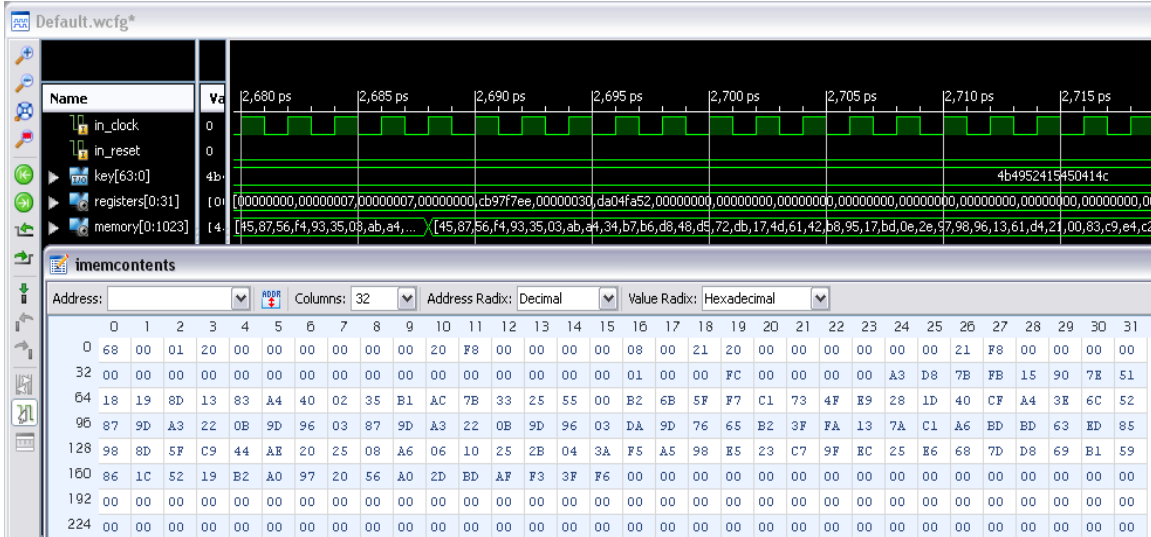 Default.wcfg*
Name Va 2,680 ps 2,685 ps 2,690 ps 2,695 ps 2,700 ps 2,705 ps 2,710 ps 2,715 ps
in_clock 0
in_reset 0
key[63:0] 4b4 4b4952415450414c
registers[0:31] [0 [00000000,00000007,00000007,00000000,cb97f7ee,00000030,da04fa52,00000000,00000000,00000000,00000000,00000000,00000000,00000000,00000000,
memory[0:1023] [4 [45,87,56,f4,93,35,03,ab,a4,... [45,87,56,f4,93,35,03,ab,a4,34,b7,b6,d8,48,d5,72,db,17,4d,61,42,b8,95,17,bd,0e,2e,97,98,96,13,61,d4,21,00,83,c9,e4,c2
imemcontents
Address: ADDR Columns: 32 Address Radix: Decimal Value Radix: Hexadecimal
0 1 2 3 4 5 6 7 8 9 10 11 12 13 14 15 16 17 18 19 20 21 22 23 24 25 26 27 28 29 30 31
0 68 00 01 20 00 00 00 00 00 00 20 F8 00 00 00 00 08 00 21 20 00 00 00 00 00 00 21 F8 00 00 00 00
32 00 00 00 00 00 00 00 00 00 00 00 00 00 00 00 00 01 00 00 FC 00 00 00 00 A3 D8 7B FB 15 90 7E 51
64 18 19 8D 13 83 A4 40 02 35 B1 AC 7B 33 25 55 00 B2 6B 5F F7 C1 73 4F E9 28 1D 40 CF A4 3E 6C 52
96 87 9D A3 22 0B 9D 96 03 87 9D A3 22 0B 9D 96 03 DA 9D 76 65 B2 3F FA 13 7A C1 A6 BD BD 63 ED 85
128 98 8D 5F C9 44 AE 20 25 08 A6 06 10 25 2B 04 3A F5 A5 98 E5 23 C7 9F EC 25 E6 68 7D D8 69 B1 59
160 86 1C 52 19 B2 A0 97 20 56 A0 2D BD AF F3 3F F6 00 00 00 00 00 00 00 00 00 00 00 00 00 00 00 00
192 00 00 00 00 00 00 00 00 00 00 00 00 00 00 00 00 00 00 00 00 00 00 00 00 00 00 00 00 00 00 00 00
224 00 00 00 00 00 00 00 00 00 00 00 00 00 00 00 00 00 00 00 00 00 00 00 00 00 00 00 00 00 00 00 00